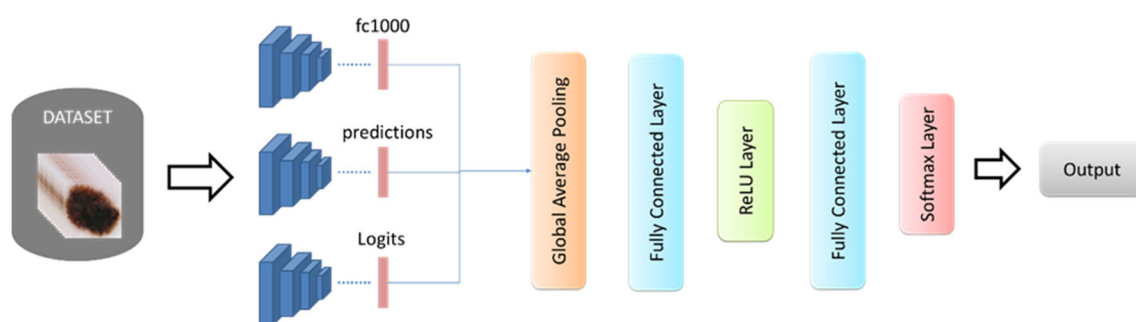 DATASET
fc1000
predictions
Logits
Global Average Pooling
Fully Connected Layer
ReLU Layer
Fully Connected Layer
Softmax Layer
Output